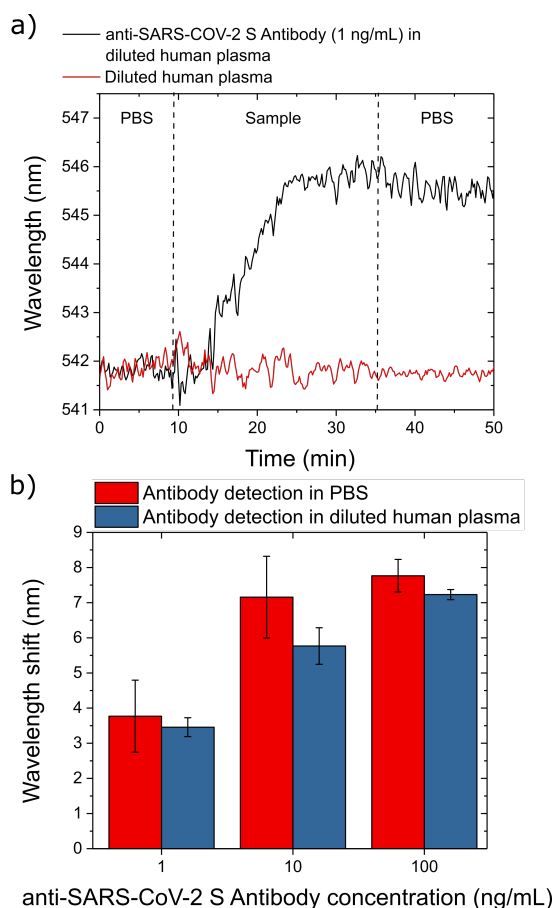 a)
anti-SARS-COV-2 S Antibody (1 ng/mL) in
diluted human plasma
Diluted human plasma
PBS Sample PBS
547
546
545
544
543
542
541
Wavelength (nm)
0 10 20 30 40 50
Time (min)
b)
Antibody detection in PBS
Antibody detection in diluted human plasma
9
8
7
6
5
4
3
2
1
0
Wavelength shift (nm)
1 10 100
anti-SARS-CoV-2 S Antibody concentration (ng/mL)